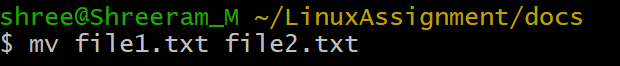 shree@Shreeram_M ~/LinuxAssignment/docs
$ mv file1.txt file2.txt